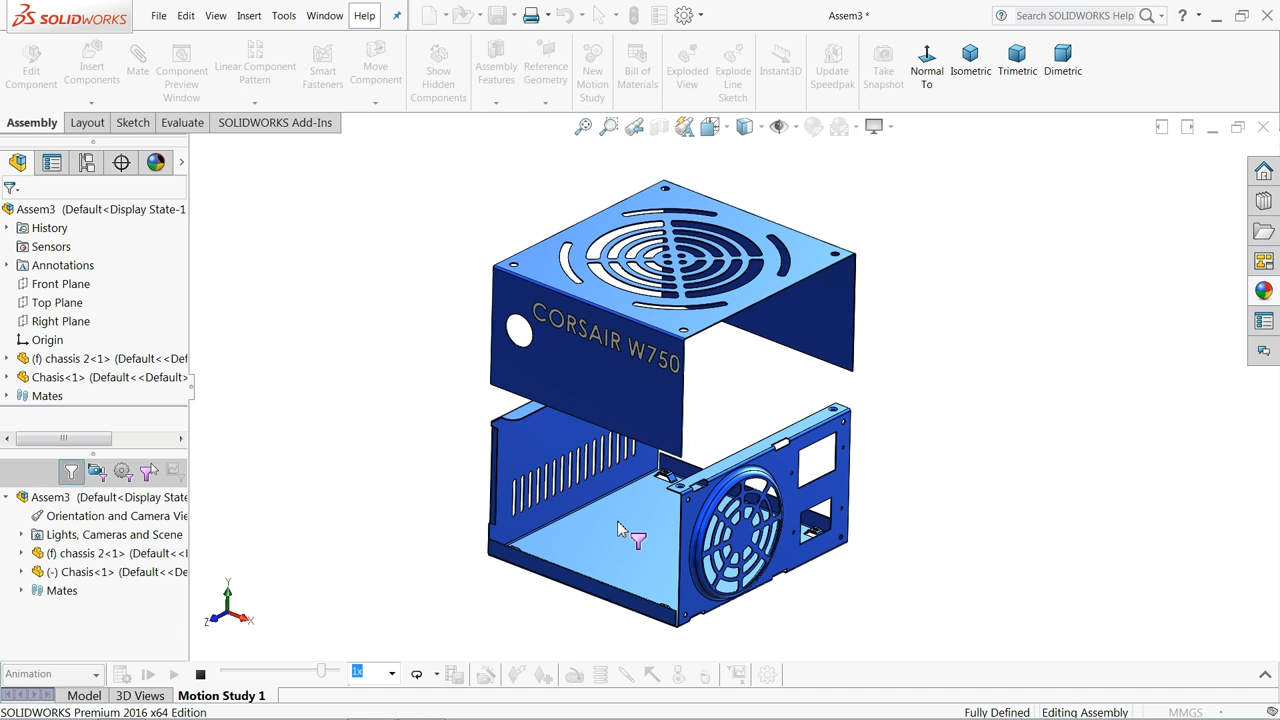 SOLIDWORKS
File Edit View Insert Tools Window Help
Assem3 *
Search SOLIDWORKS Help
?
Edit Component
Insert Components
Mate
Component Preview Window
Linear Component Pattern
Smart Fasteners
Move Component
Show Hidden Components
Assembly Features
Reference Geometry
New Motion Study
Bill of Materials
Exploded View
Explode Line Sketch
Instant3D
Update Speedpak
Take Snapshot
Normal To
Isometric
Trimetric
Dimetric
Assembly Layout Sketch Evaluate SOLIDWORKS Add-Ins
Assem3 (Default<Display State-1
History
Sensors
Annotations
Front Plane
Top Plane
Right Plane
Origin
(f) chassis 2<1> (Default<<Def
Chasis<1> (Default<<Default>
Mates
Assem3 (Default<Display State
Orientation and Camera Vie
Lights, Cameras and Scene
(f) chassis 2<1> (Default<<
(-) Chasis<1> (Default<<De
Mates
CORSAIR W750
Y
Z
X
Animation
1x
Model 3D Views Motion Study 1
SOLIDWORKS Premium 2016 x64 Edition
Fully Defined Editing Assembly MMGS